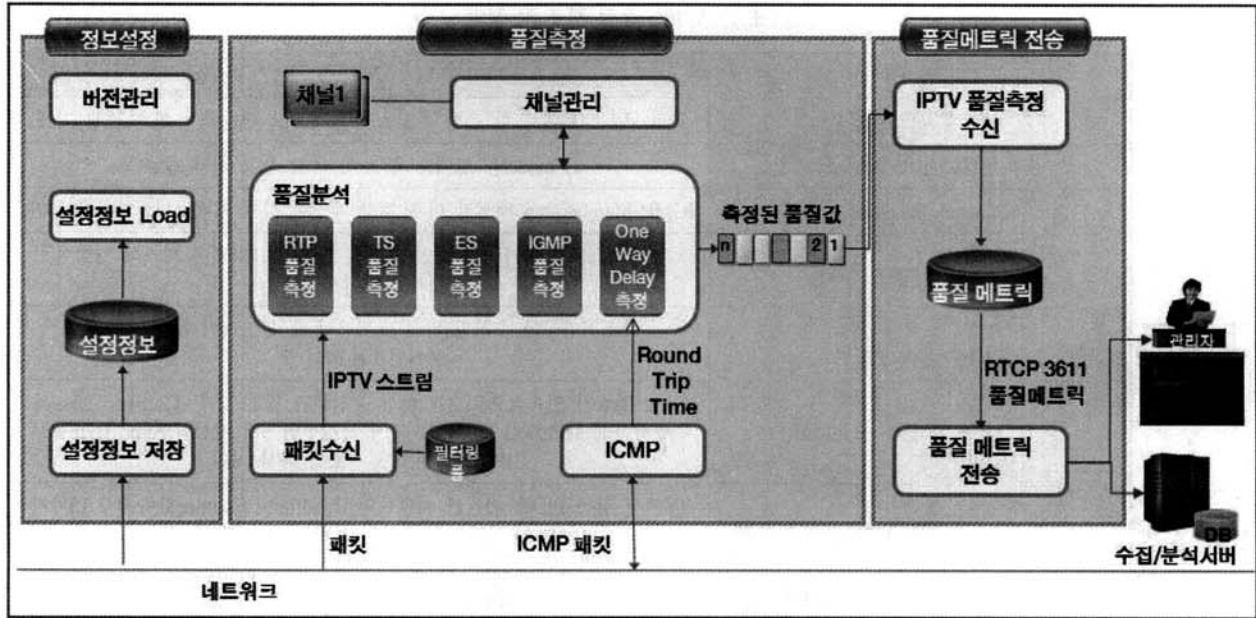 정보설정
버전관리
설정정보 Load
설정정보
설정정보 저장
품질측정
채널1
채널관리
품질분석
RTP
품질
측정
TS
품질
측정
ES
품질
측정
IGMP
품질
측정
One
Way
Delay
측정
측정된 품질값
n
2
1
IPTV 스트림
Round
Trip
Time
패킷수신
필터링
룸
ICMP
패킷
ICMP 패킷
네트워크
품질메트릭 전송
IPTV 품질측정
수신
품질 메트릭
RTCP 3611
품질메트릭
품질 메트릭
전송
관리자
DB
수집/분석서버